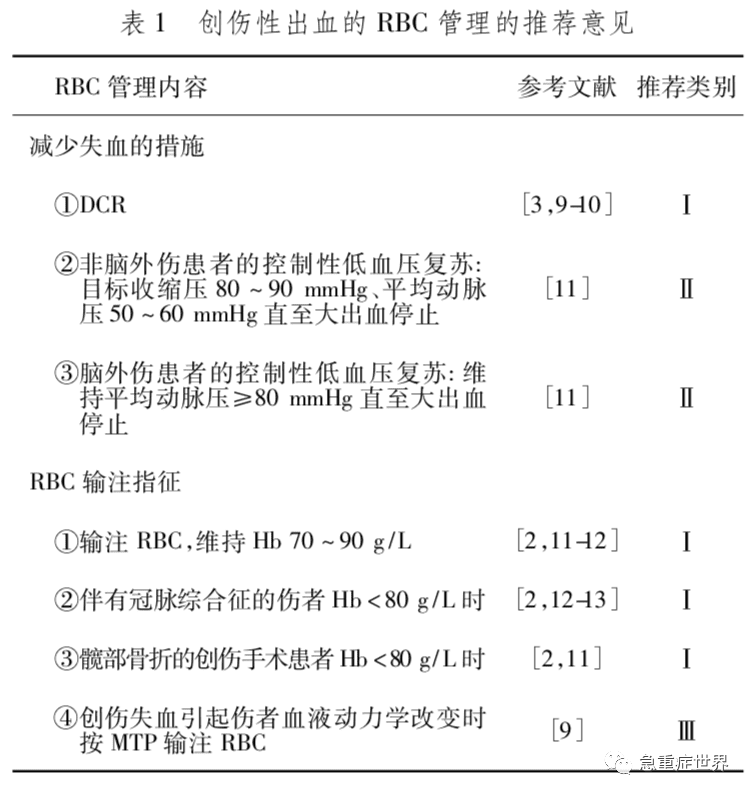 表 1 创伤性出血的 RBC 管理的推荐意见
RBC 管理内容 参考文献 推荐类别
减少失血的措施
①DCR [3,9-10] Ⅰ
②非脑外伤患者的控制性低血压复苏:
目标收缩压 80 ~ 90 mmHg、平均动脉
压 50 ~ 60 mmHg 直至大出血停止 [11] Ⅱ
③脑外伤患者的控制性低血压复苏: 维
持平均动脉压≥80 mmHg 直至大出血
停止 [11] Ⅱ
RBC 输注指征
①输注 RBC,维持 Hb 70 ~ 90 g/L [2,11-12] Ⅰ
②伴有冠脉综合征的伤者 Hb < 80 g/L 时 [2,12-13] Ⅰ
③髋部骨折的创伤手术患者 Hb < 80 g/L 时 [2,11] Ⅰ
④创伤失血引起伤者血液动力学改变时
按 MTP 输注 RBC [9] Ⅲ
急重症世界